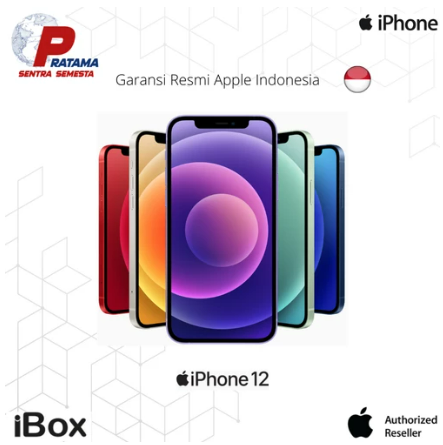 iPhone
PRATAMA
SENTRA SEMESTA
Garansi Resmi Apple Indonesia
iPhone 12
iBox
Authorized
Reseller